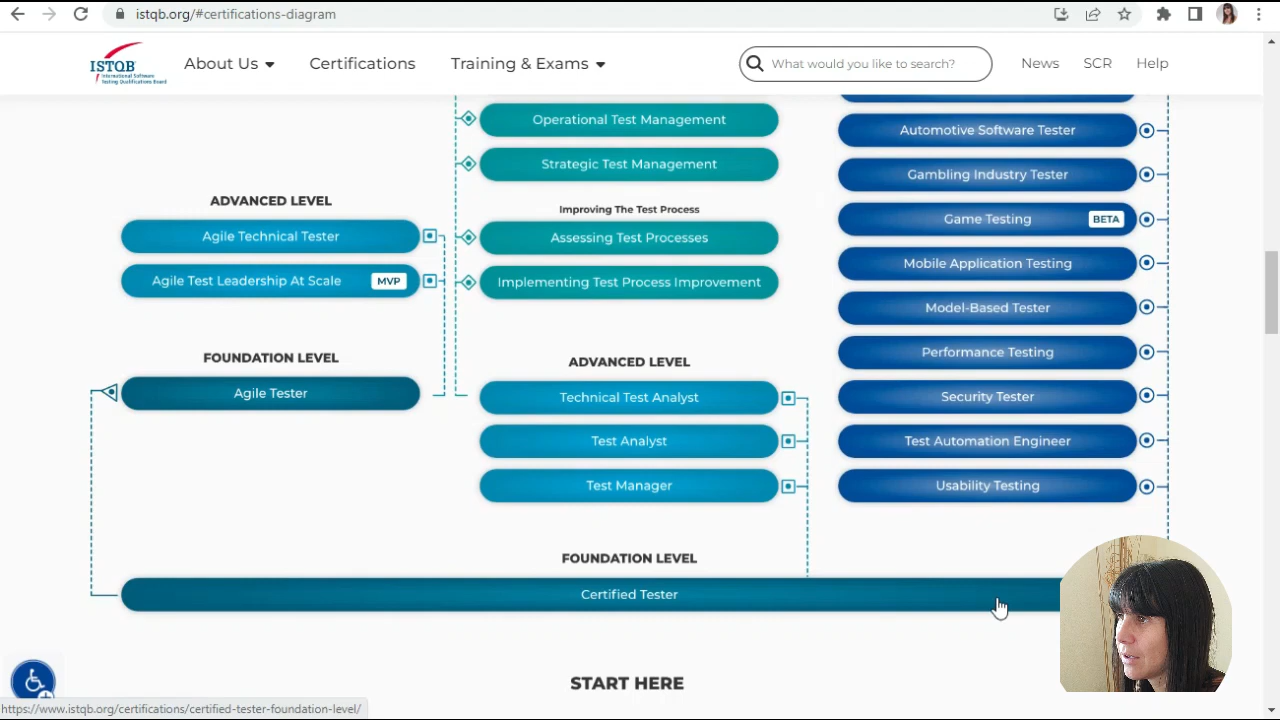 istqb.org/#certifications-diagram
ISTQB
International Software
Testing Qualifications Board
About Us
Certifications
Training & Exams
What would you like to search?
News
SCR
Help
Operational Test Management
Strategic Test Management
Improving The Test Process
Assessing Test Processes
Implementing Test Process Improvement
ADVANCED LEVEL
Agile Technical Tester
Agile Test Leadership At Scale
MVP
FOUNDATION LEVEL
Agile Tester
ADVANCED LEVEL
Technical Test Analyst
Test Analyst
Test Manager
Automotive Software Tester
Gambling Industry Tester
Game Testing
BETA
Mobile Application Testing
Model-Based Tester
Performance Testing
Security Tester
Test Automation Engineer
Usability Testing
FOUNDATION LEVEL
Certified Tester
START HERE
https://www.istqb.org/certifications/certified-tester-foundation-level/